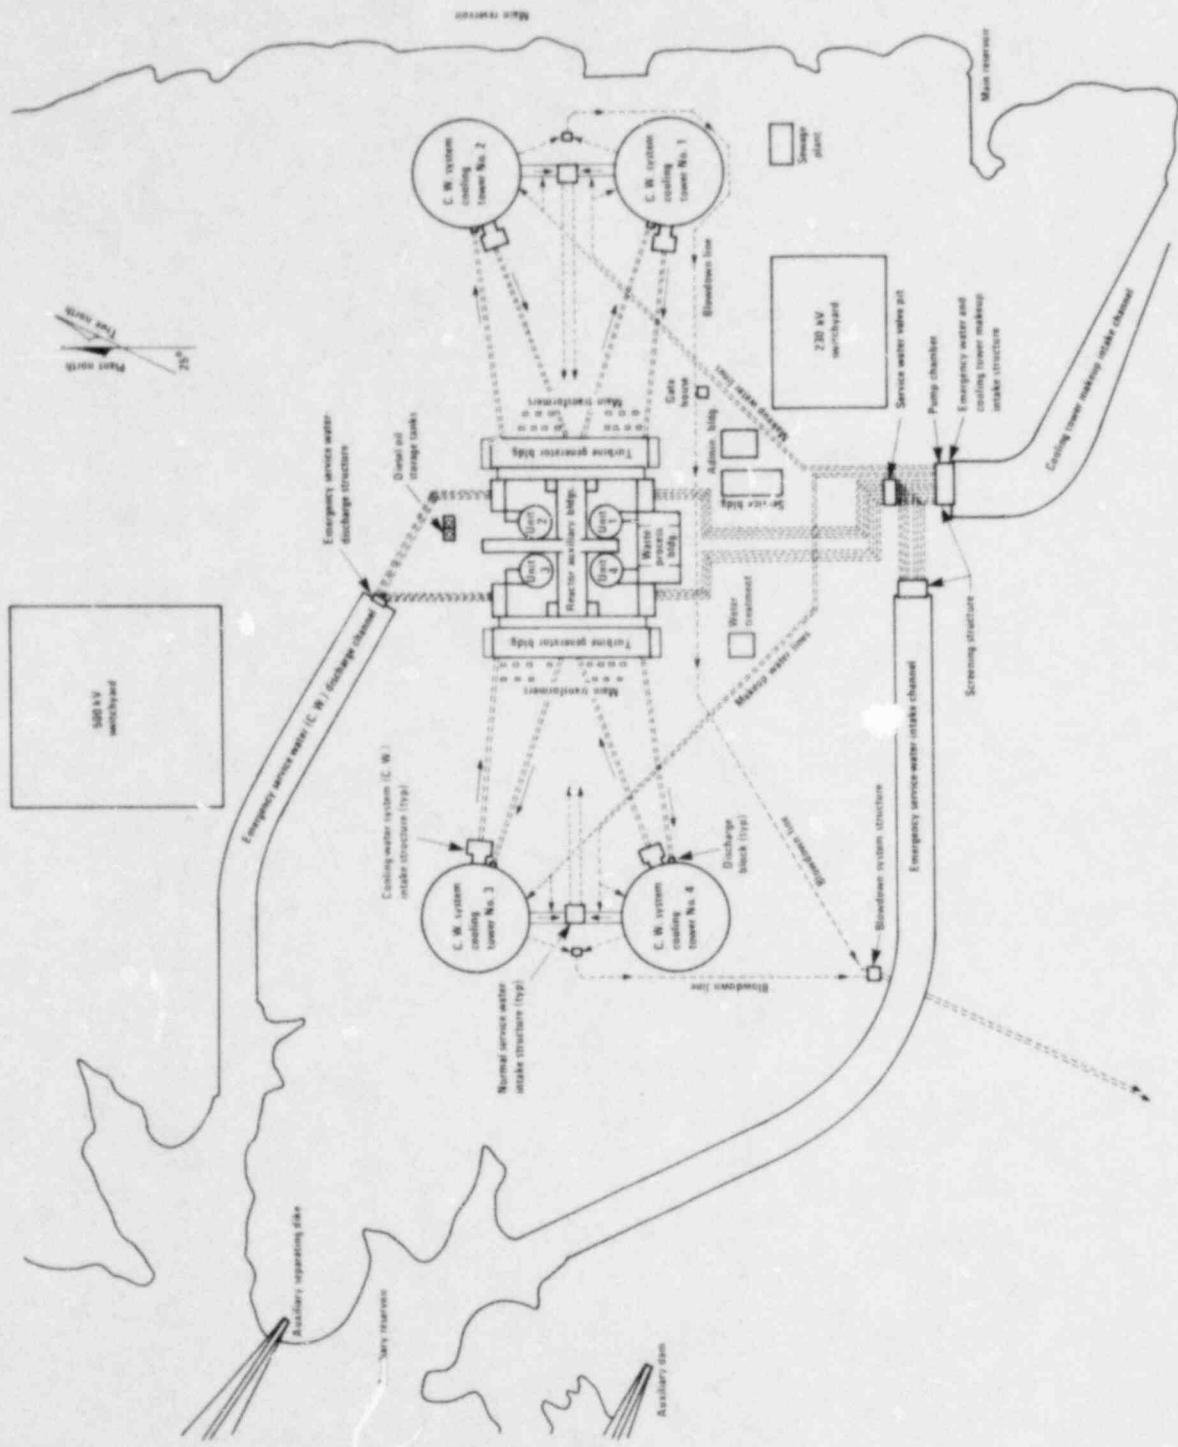 Main reservoir
C. W. system
cooling
tower No. 2
C. W. system
cooling
tower No. 1
Sewage
plant
Main reservoir
True north
Plant north
25°
Blowdown line
230 kV
switchyard
Service water valve pit
Pump chamber
Emergency water and
cooling tower makeup
intake structure
Cooling tower makeup intake channel
Emergency service water
discharge structure
Diesel oil
storage tanks
Main transformers
Gate
house
Makeup water lines
Turbine generator bldg
Admin bldg
Service bldg
Unit
2
Unit
1
Reactor auxiliary bldg.
Unit
3
Unit
4
Waste
process
bldg
Turbine generator bldg
Main transformers
Water
treatment
Makeup water lines
Screening structure
500 kV
switchyard
Emergency service water (C. W.) discharge channel
Cooling-water system (C. W.)
intake structure (typ)
Discharge
block (typ)
Blowdown line
Emergency service-water intake channel
C. W. system
cooling
tower No. 3
C. W. system
cooling
tower No. 4
Blowdown system structure
Normal service water
intake structure (typ)
Blowdown line
Auxiliary separating dike
reservoir
Auxiliary dam